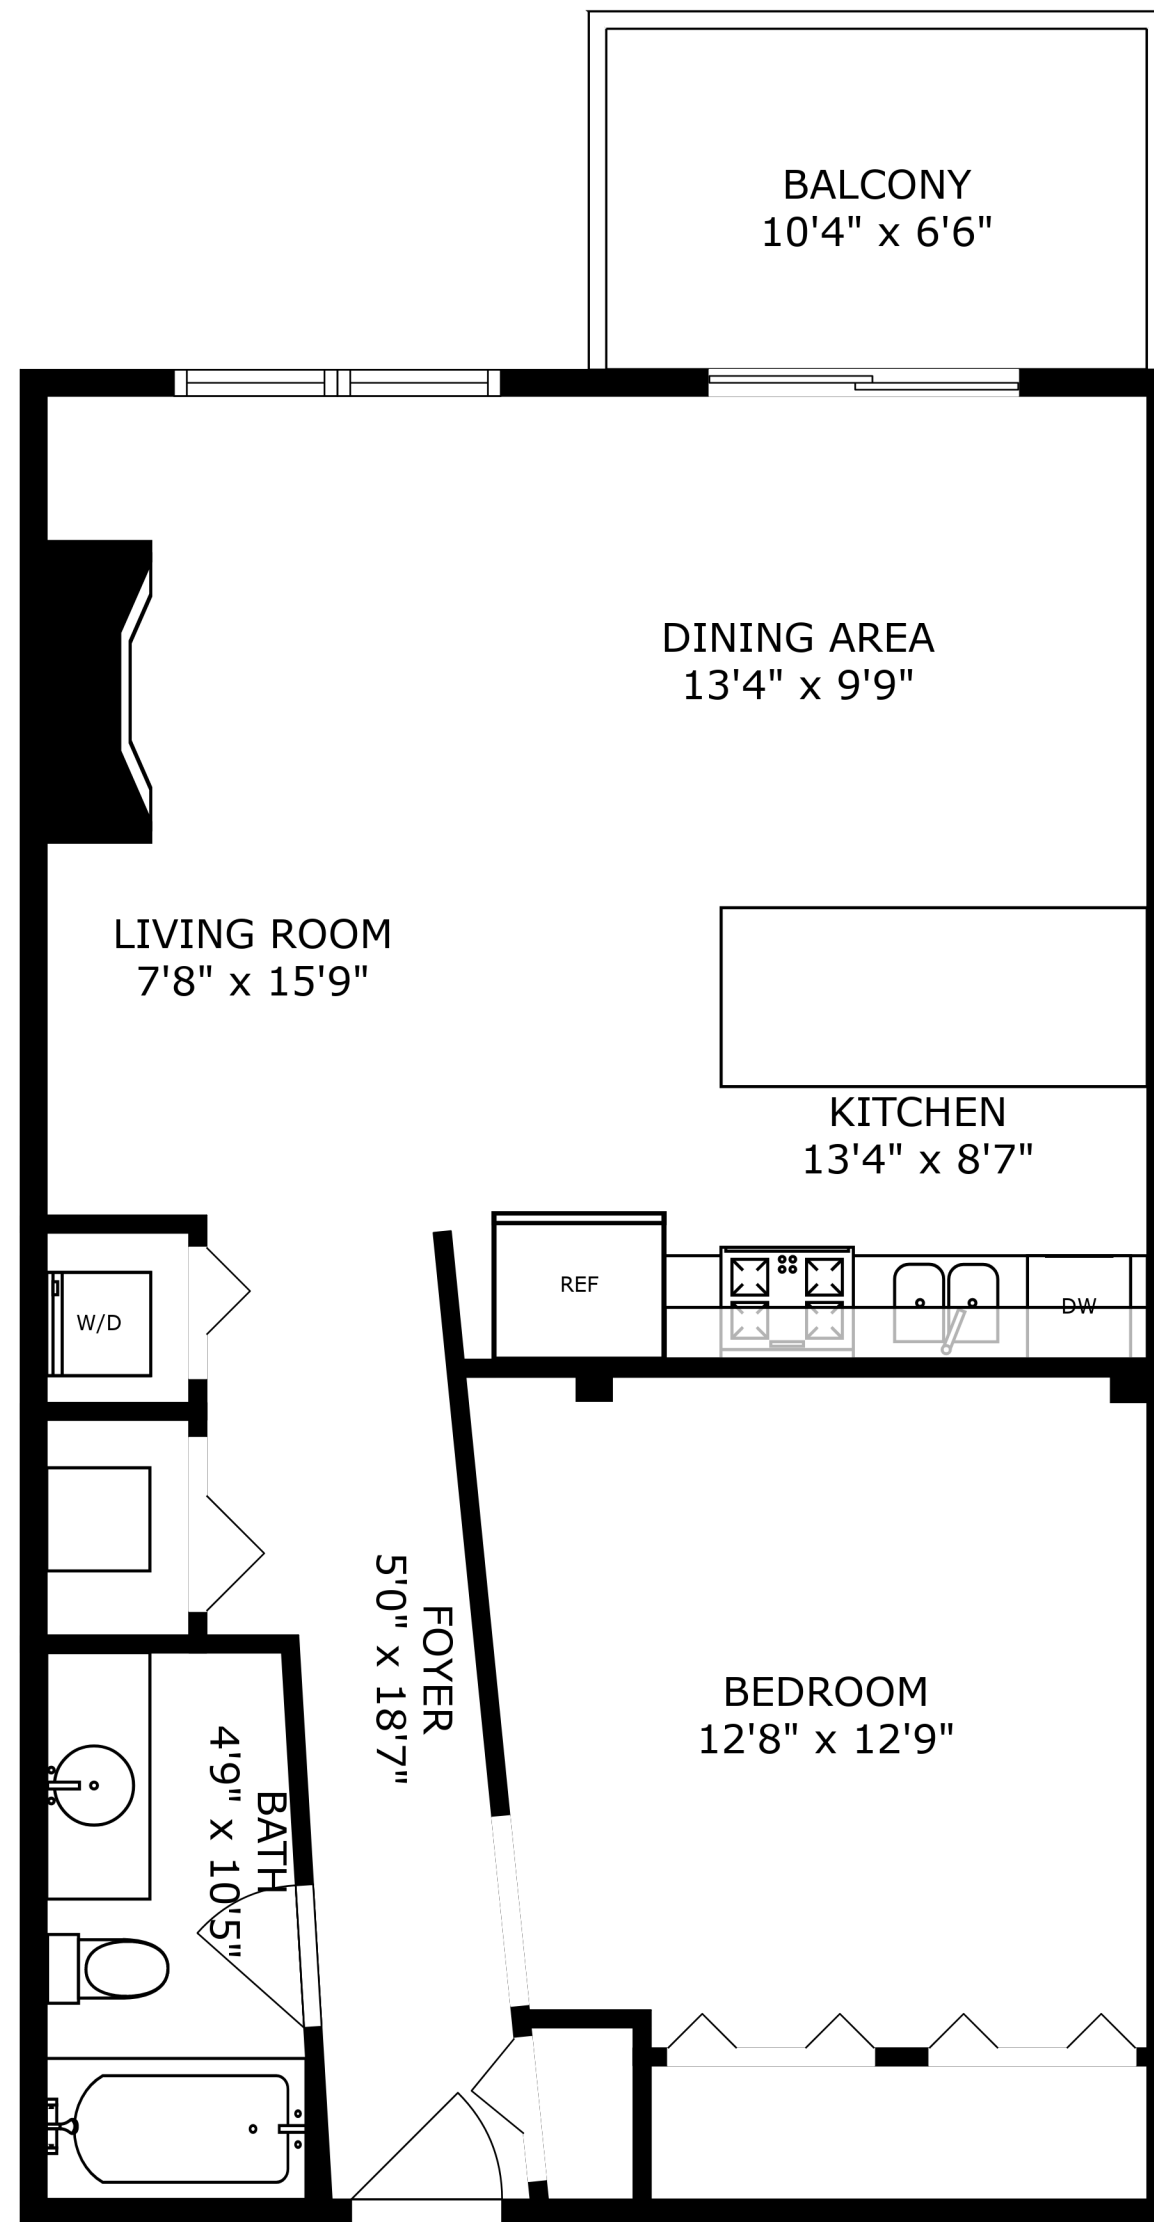 BALCONY
10'4" x 6'6"
DINING AREA
13'4" x 9'9"
LIVING ROOM
7'8" x 15'9"
KITCHEN
13'4" x 8'7"
REF
DW
W/D
FOYER
5'0" x 18'7"
BEDROOM
12'8" x 12'9"
BATH
4'9" x 10'5"